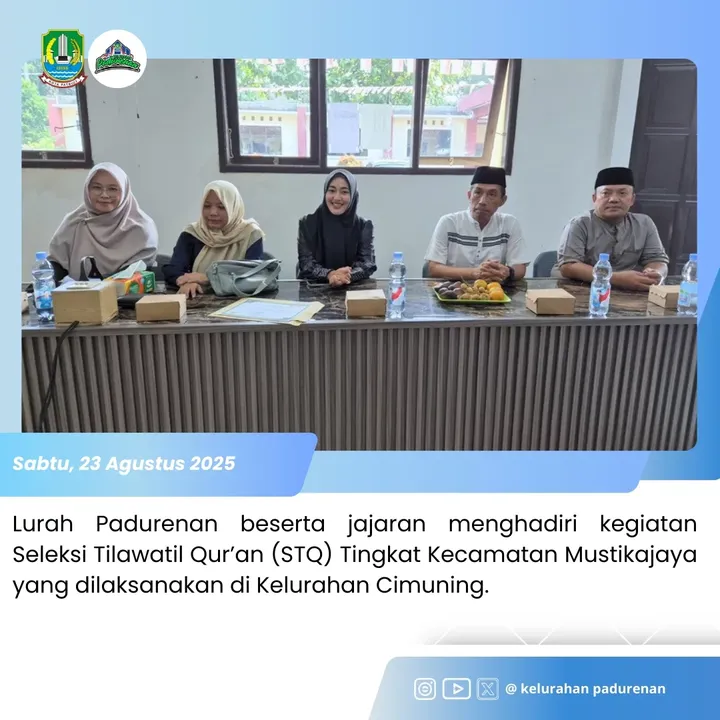 Sabtu, 23 Agustus 2025
Lurah Padurenan beserta jajaran menghadiri kegiatan
Seleksi Tilawatil Qur’an (STQ) Tingkat Kecamatan Mustikajaya
yang dilaksanakan di Kelurahan Cimuning.
@ kelurahan padurenan